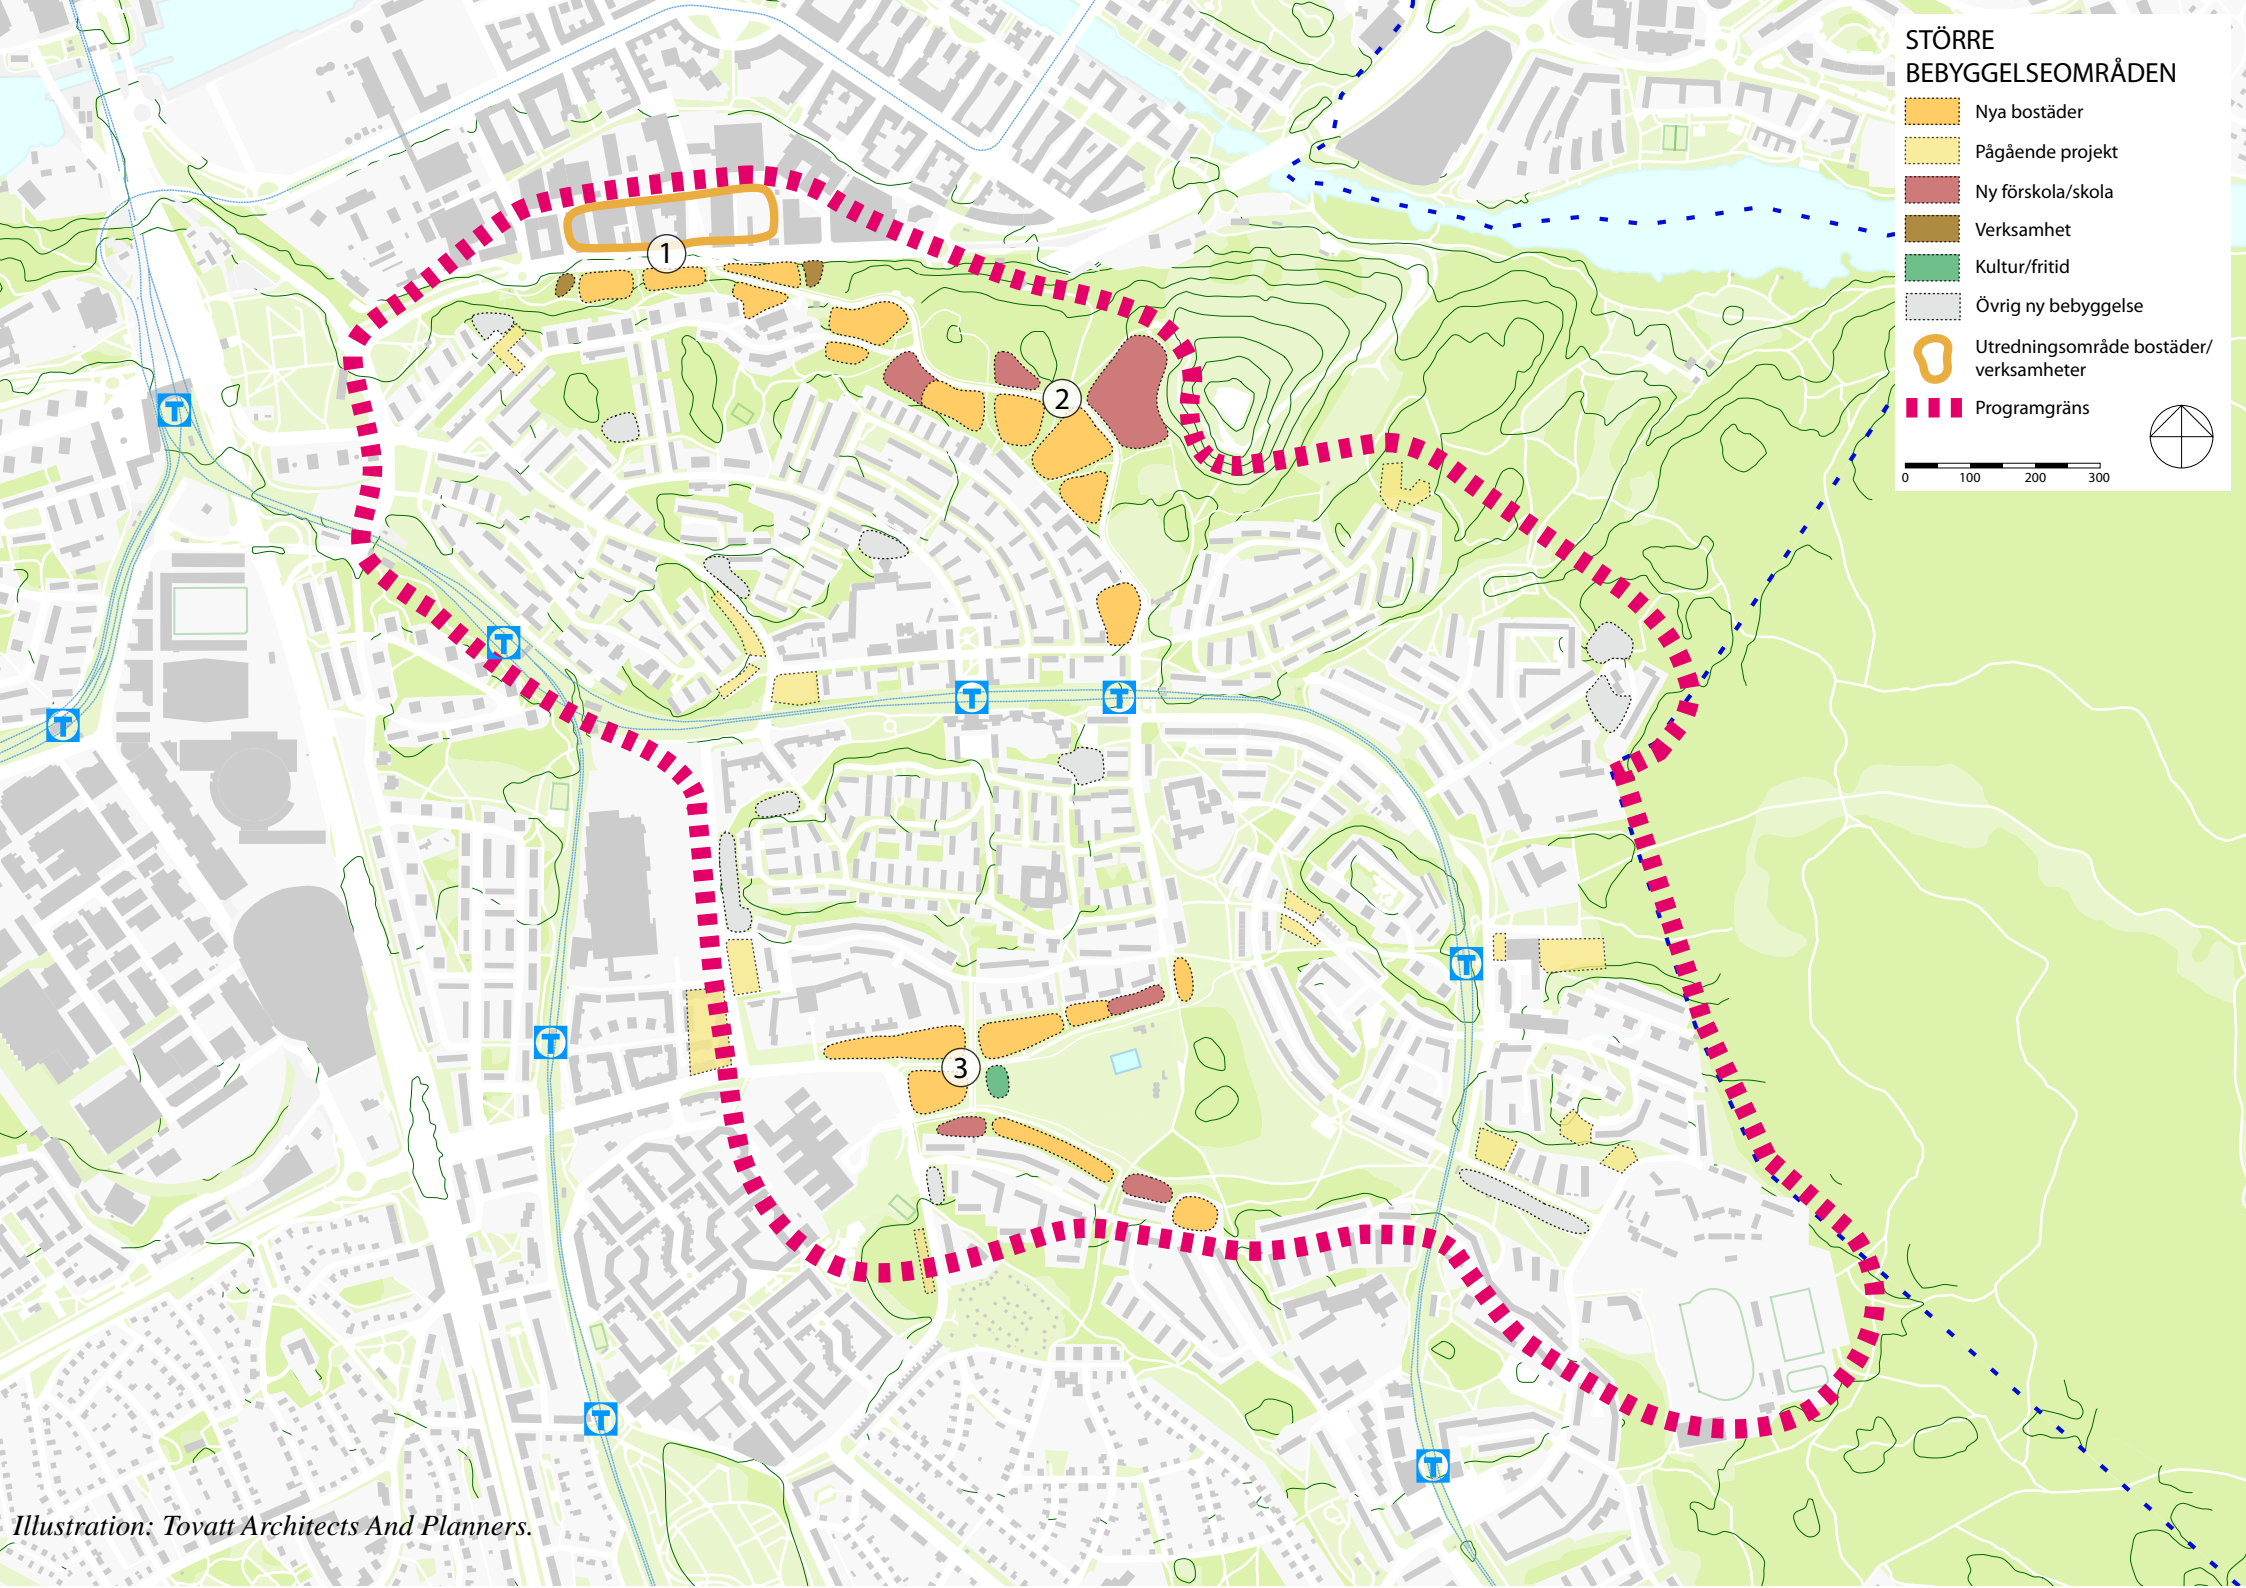 STÖRRE
BEBYGGELSEOMRÅDEN
Nya bostäder
Pågående projekt
Ny förskola/skola
Verksamhet
Kultur/fritid
Övrig ny bebyggelse
Utredningsområde bostäder/
verksamheter
Programgräns
0 100 200 300
1
2
T
T
T
T
T
3
T
T
T
T
Illustration: Tovatt Architects And Planners.